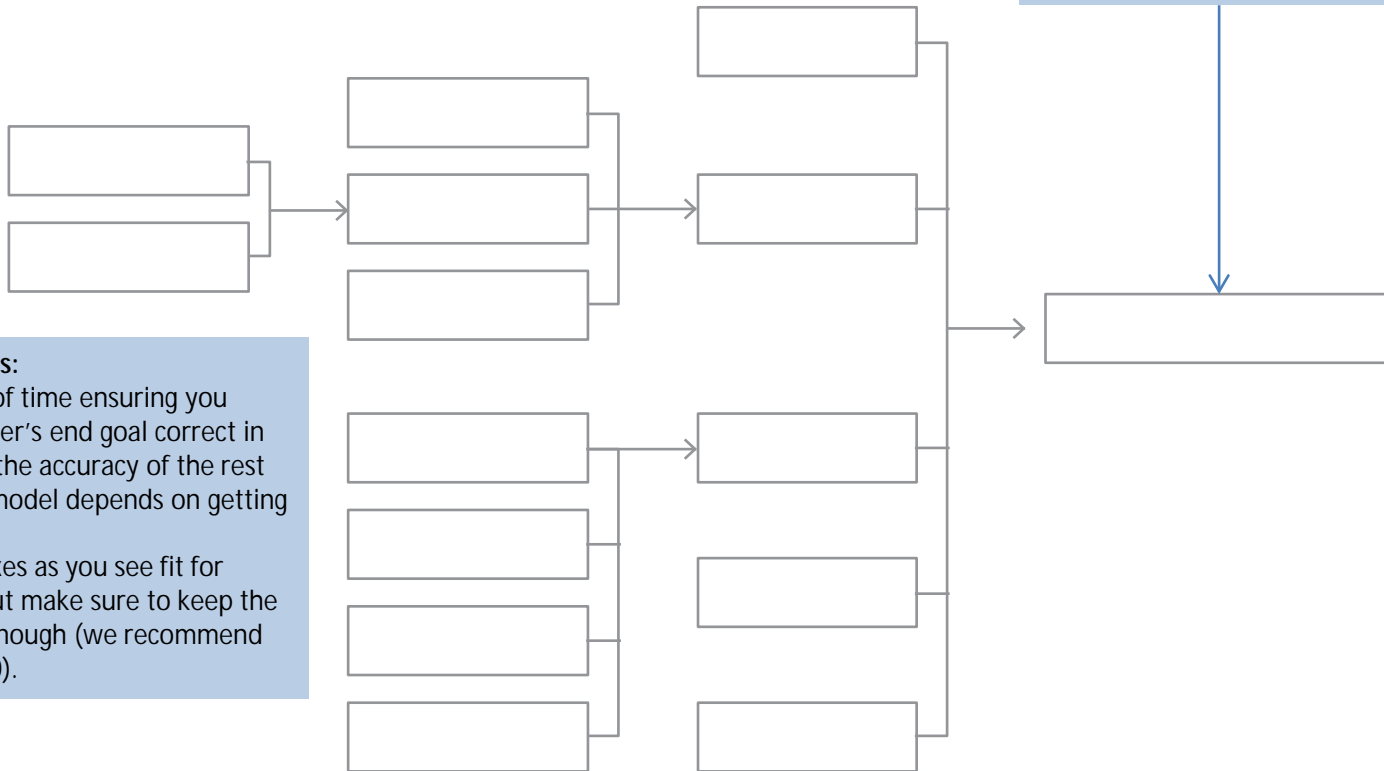 s:
of time ensuring you
er's end goal correct in
the accuracy of the rest
model depends on getting
es as you see fit for
ut make sure to keep the
nough (we recommend
).